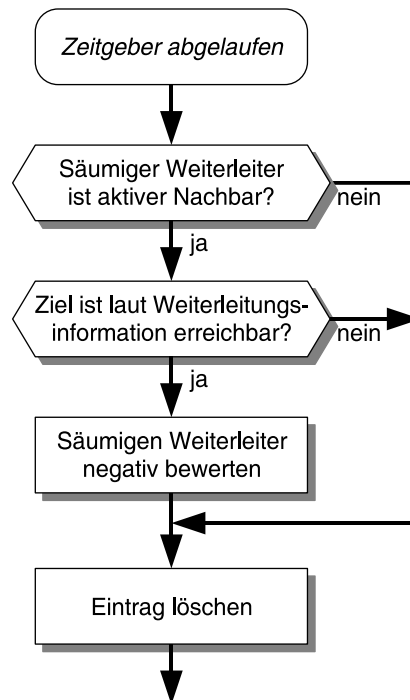 Zeitgeber abgelaufen
Säumiger Weiterleiter
ist aktiver Nachbar?
nein
ja
Ziel ist laut Weiterleitungs-
information erreichbar?
nein
ja
Säumigen Weiterleiter
negativ bewerten
Eintrag löschen